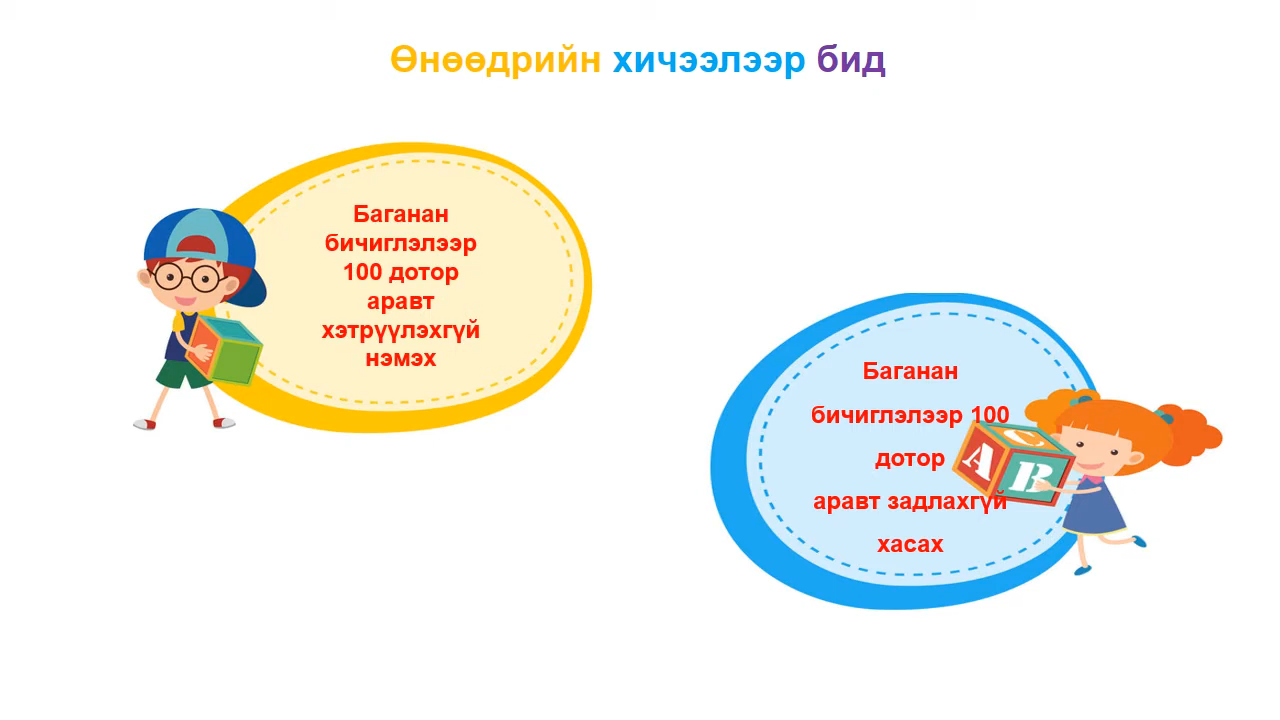 Өнөөдрийн хичээлээр бид
Баганан
бичиглэлээр
100 дотор
аравт
хэтрүүлэхгүй
нэмэх
Баганан
бичиглэлээр 100
дотор
аравт задлахгүй
хасах
A
B
C